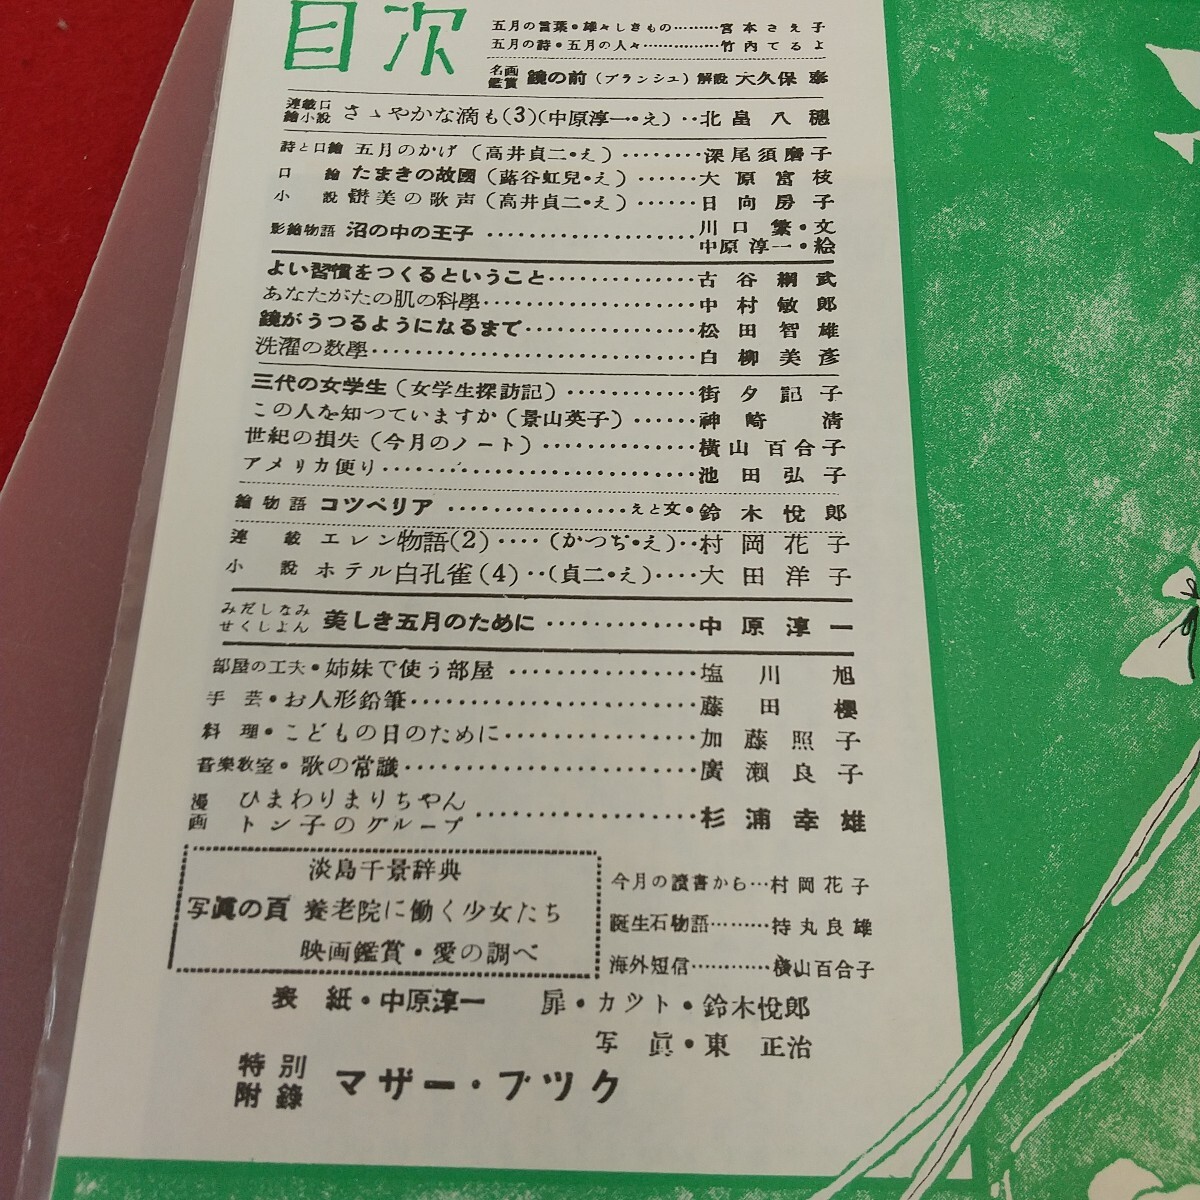 目次
五月の言葉・雄々しきもの………宮本さえ子
五月の詩・五月の人々……………竹内てるよ
名画鑑賞 鏡の前（ブランシュ）解説 大久保泰
連載口絵小説 さゝやかな滴も(3)(中原淳一・え)‥北畠八穂
詩と口繪 五月のかげ（高井貞二・え）………深尾須磨子
口繪 たまきの故國（蕗谷虹兒・え）……大原富枝
小説 讃美の歌声（高井貞二・え）……日向房子
影繪物語 沼の中の王子……………………川口繁・文
中原淳一・絵
よい習慣をつくるということ……………古谷綱武
あなたがたの肌の科學……………………中村敏郎
鏡がうつるようになるまで………………松田智雄
洗濯の数學…………………………………白柳美彦
三代の女学生（女学生探訪記）…………街夕記子
この人を知つていますか（景山英子）……神崎清
世紀の損失（今月のノート）……………横山百合子
アメリカ便り………………………………池田弘子
繪物語 コツペリア………………えと文・鈴木悅郎
連載 エレン物語(2)‥‥(かつぢ・え)‥村岡花子
小説 ホテル白孔雀(4)‥(貞二・え)‥‥大田洋子
みだしなみせくしよん 美しき五月のために……………中原淳一
部屋の工夫・姉妹で使う部屋……………塩川旭
手芸・お人形鉛筆…………………………藤田櫻
料理・こどもの日のために………………加藤照子
音樂教室・歌の常識………………………廣瀬良子
漫画 ひまわりまりちやん
トン子のグループ……………………杉浦幸雄
淡島千景辞典
写眞の頁 養老院に働く少女たち
映画鑑賞・愛の調べ
今月の讀書から…村岡花子
誕生石物語………待丸良雄
海外短信…………横山百合子
表紙・中原淳一 扉・カット・鈴木悅郎
写眞・東正治
特別附錄 マザー・ブツク